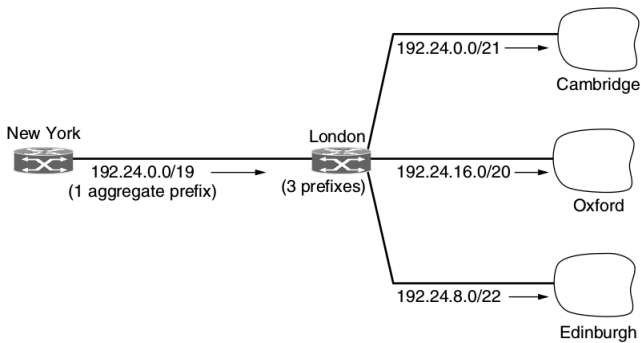 192.24.0.0/21
Cambridge
New York
London
192.24.0.0/19
(1 aggregate prefix)
(3 prefixes)
192.24.16.0/20
Oxford
192.24.8.0/22
Edinburgh